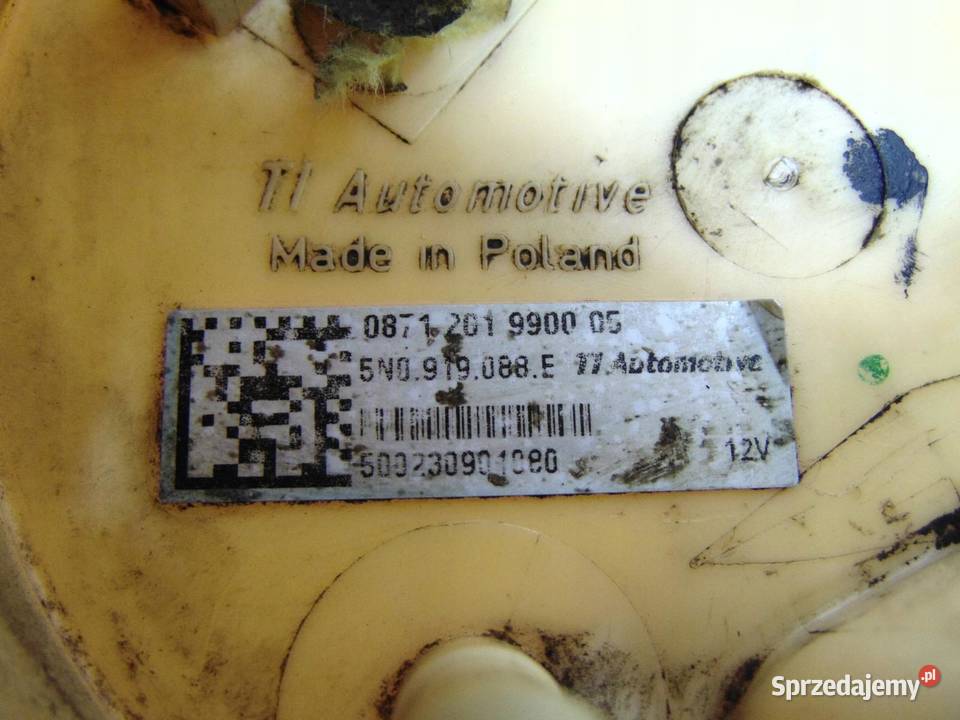 TI Automotive
Made in Poland
0871 201 9900 05
5N0.919.088.E TI Automotive
500230901080
12V
Sprzedajemy.pl